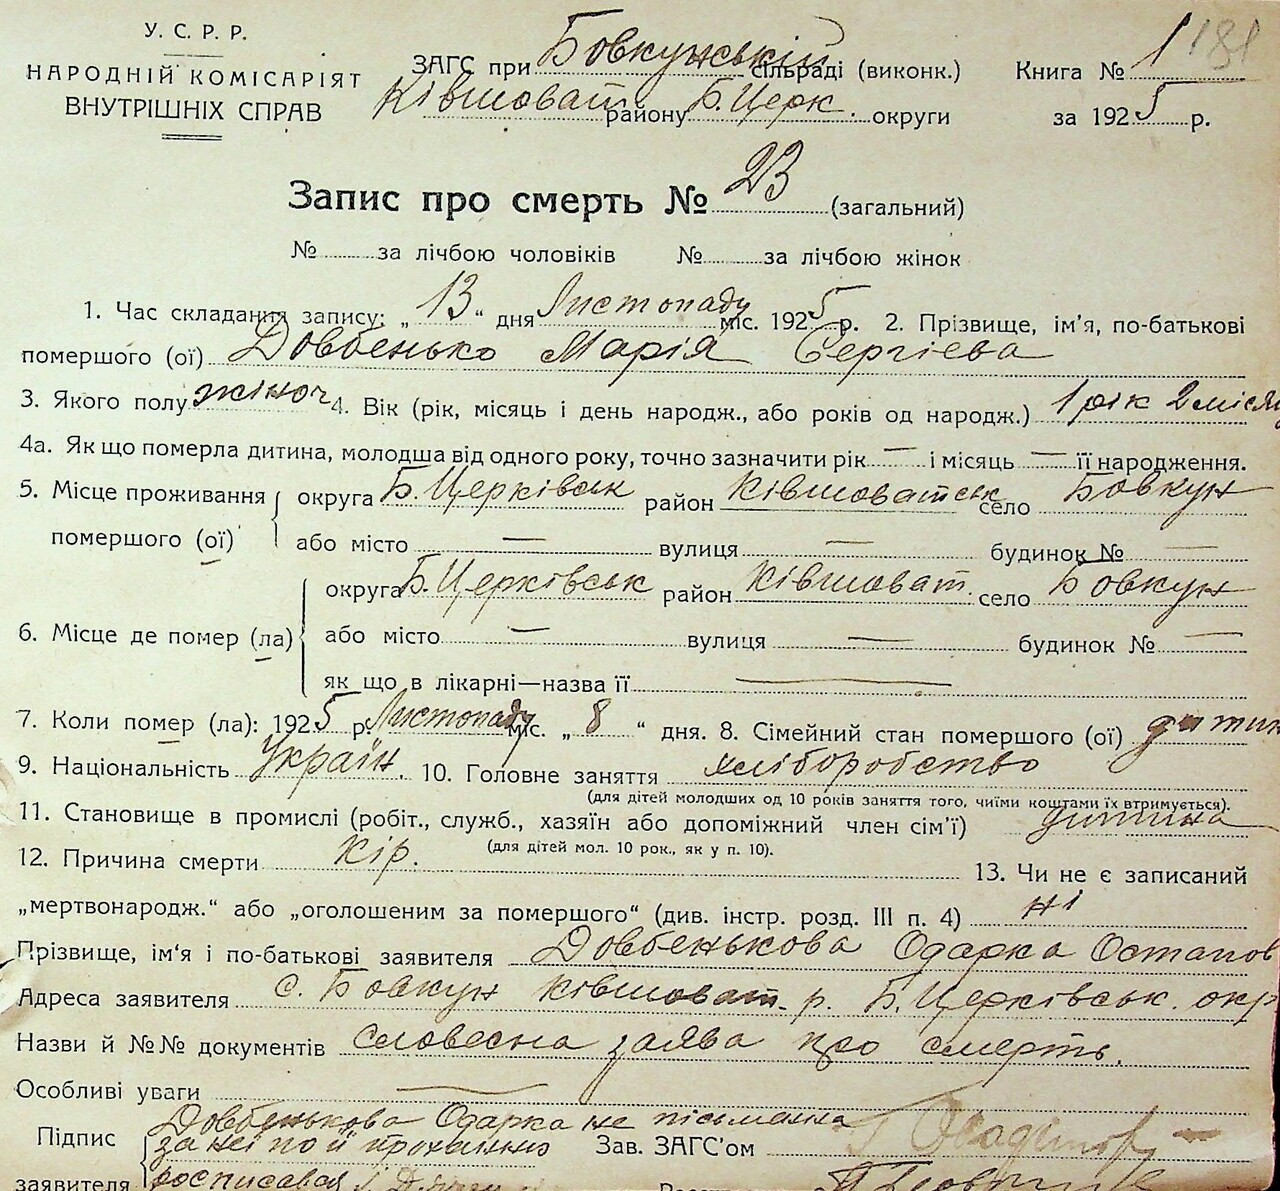 У. С. Р. Р.
НАРОДНІЙ КОМІСАРІЯТ
ВНУТРІШНІХ СПРАВ
ЗАГС при Бовкунській сільраді (виконк.)
Ківшоват району Б. Церк. округи
Книга № 1 181
за 1925 р.
Запис про смерть № 23 (загальний)
№ за лічбою чоловіків № за лічбою жінок
1. Час складання запису: „ 13 “ дня Листопаду міс. 1925 р. 2. Прізвище, ім’я, по-батькові
помершого (ої) Довбенько Марія Сергієва
3. Якого полу жіноч 4. Вік (рік, місяць і день народж., або років од народж.) 1 рік 2 місяц
4а. Як що померла дитина, молодша від одного року, точно зазначити рік — і місяць — її народження.
5. Місце проживання округа Б. Церківськ район Ківшоватськ село Бовкун
помершого (ої) або місто — вулиця — будинок № —
округа Б. Церківськ район Ківшоват. село Бовкун
6. Місце де помер (ла) або місто — вулиця — будинок № —
як що в лікарні—назва її —
7. Коли помер (ла): 1925 р. Листопаду міс. „ 8 “ дня. 8. Сімейний стан помершого (ої) дитин
9. Національність Україн. 10. Головне заняття хліборобство
(для дітей молодших од 10 років заняття того, чиїми коштами їх втримується).
11. Становище в промислі (робіт., служб., хазяїн або допоміжний член сім’ї) дитина
(для дітей мол. 10 рок., як у п. 10).
12. Причина смерти кір. 13. Чи не є записаний
„мертвонародж.“ або „оголошеним за помершого“ (див. інстр. розд. III п. 4) ні
Прізвище, ім‘я і по-батькові заявителя Довбенькова Одарка Остапов
Адреса заявителя с. Бовкун Ківшоват. р. Б. Церківськ. окр
Назви й №№ документів словесна заява про смерть.
Особливі уваги —
Довбенькова Одарка не письмална
Підпис за неї по її проханню Зав. ЗАГС’ом
заявителя росписавая